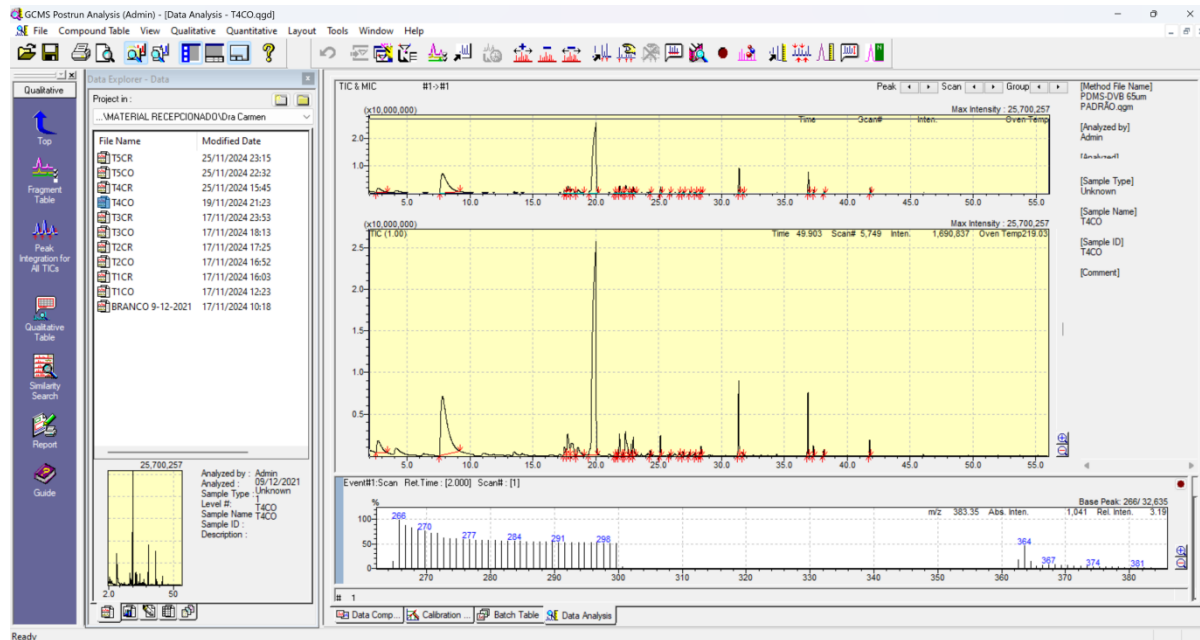 GCMS Postrun Analysis (Admin) - [Data Analysis - T4CO.qgd]
File Compound Table View Qualitative Quantitative Layout Tools Window Help
Qualitative
Top
Fragment
Table
Peak
Integration for
All TICs
Qualitative
Table
Similarity
Search
Report
Guide
Data Explorer - Data
Project in :
...\MATERIAL RECEPCIONADO\Dra Carmen
File Name Modified Date
T5CR 25/11/2024 23:15
T5CO 25/11/2024 22:32
T4CR 25/11/2024 15:45
T4CO 19/11/2024 21:23
T3CR 17/11/2024 23:53
T3CO 17/11/2024 18:13
T2CR 17/11/2024 17:25
T2CO 17/11/2024 16:52
T1CR 17/11/2024 16:03
T1CO 17/11/2024 12:23
BRANCO 9-12-2021 17/11/2024 10:18
25,700,257
2.0 50
Analyzed by : Admin
Analyzed : 09/12/2021
Sample Type : Unknown
Level #: 1
Sample Name T4CO
Sample ID : T4CO
Description :
TIC & MIC #1->#1
Peak Scan Group
(x10,000,000)
Max Intensity : 25,700,257
Time Scan# Inten. Oven Temp
2.0
1.0
5.0 10.0 15.0 20.0 25.0 30.0 35.0 40.0 45.0 50.0 55.0
(x10,000,000)
Max Intensity : 25,700,257
TIC (1.00)
Time 49.903 Scan# 5,749 Inten. 1,690,837 Oven Temp219.03
2.5
2.0
1.5
1.0
0.5
5.0 10.0 15.0 20.0 25.0 30.0 35.0 40.0 45.0 50.0 55.0
[Method File Name]
PDMS-DVB 65um
PADRÃO.qgm
[Analyzed by]
Admin
[Analyzed]
[Sample Type]
Unknown
[Sample Name]
T4CO
[Sample ID]
T4CO
[Comment]
Event#1:Scan Ret.Time : [2.000] Scan# : [1]
Base Peak: 266/ 32,635
m/z 383.35 Abs. Inten. 1,041 Rel. Inten. 3.19
%
100
50
0
266 270 277 284 291 298 364 367 374 381
270 280 290 300 310 320 330 340 350 360 370 380
# 1
Data Comp... Calibration ... Batch Table Data Analysis
Ready